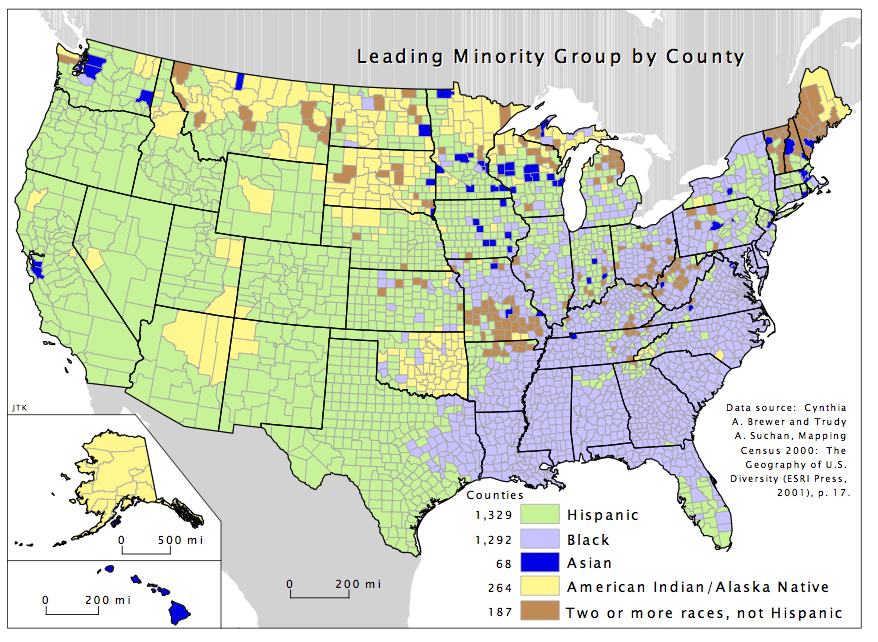 Leading Minority Group by County
JTK
Data source: Cynthia
A. Brewer and Trudy
A. Suchan, Mapping
Census 2000: The
Geography of U.S.
Diversity (ESRI Press,
2001), p. 17.
Counties
1,329 Hispanic
1,292 Black
68 Asian
264 American Indian/Alaska Native
187 Two or more races, not Hispanic
0 500 mi
0 200 mi
0 200 mi